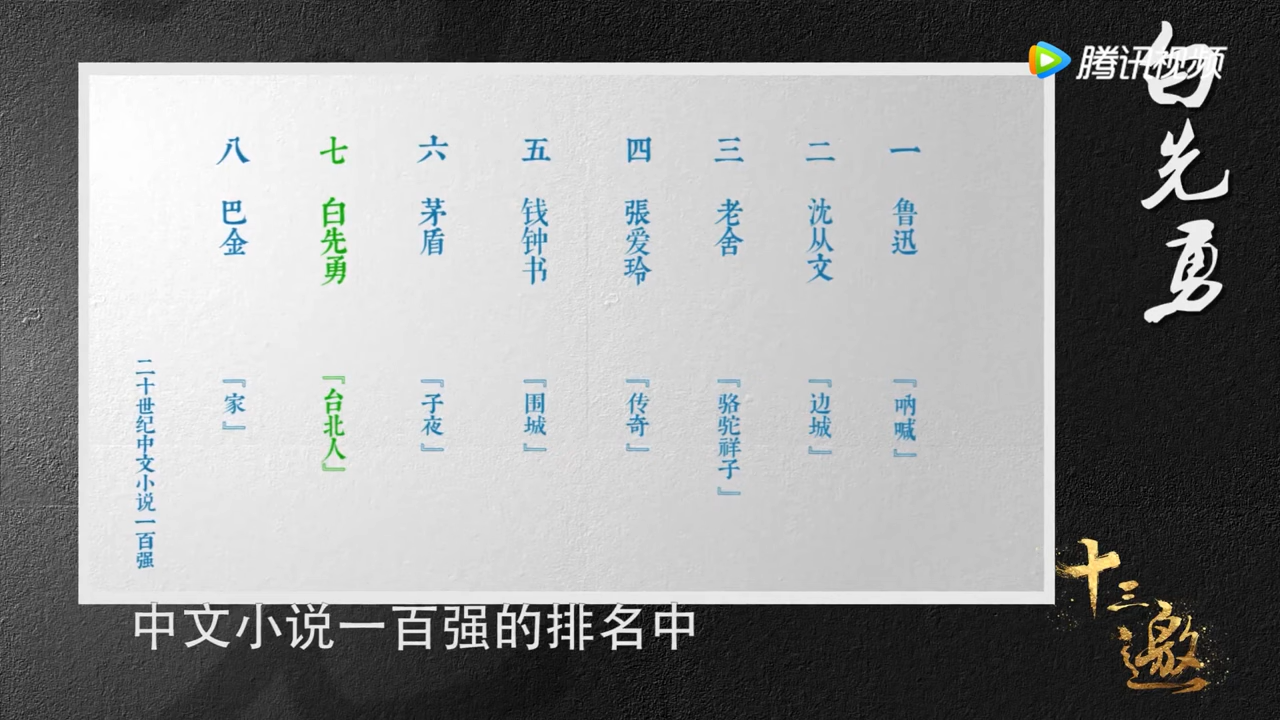 腾讯视频
白先勇
一 鲁迅 『呐喊』
二 沈从文 『边城』
三 老舍 『骆驼祥子』
四 張爱玲 『传奇』
五 钱钟书 『围城』
六 茅盾 『子夜』
七 白先勇 『台北人』
八 巴金 『家』
二十世纪中文小说一百强
中文小说一百强的排名中
十三邀